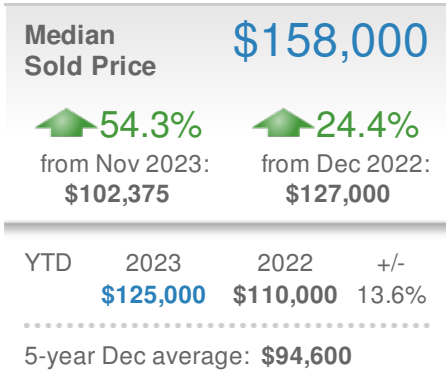 Median $158,000
Sold Price
54.3% 24.4%
from Nov 2023: from Dec 2022:
$102,375 $127,000
YTD 2023 2022 +/-
$125,000 $110,000 13.6%
5-year Dec average: $94,600